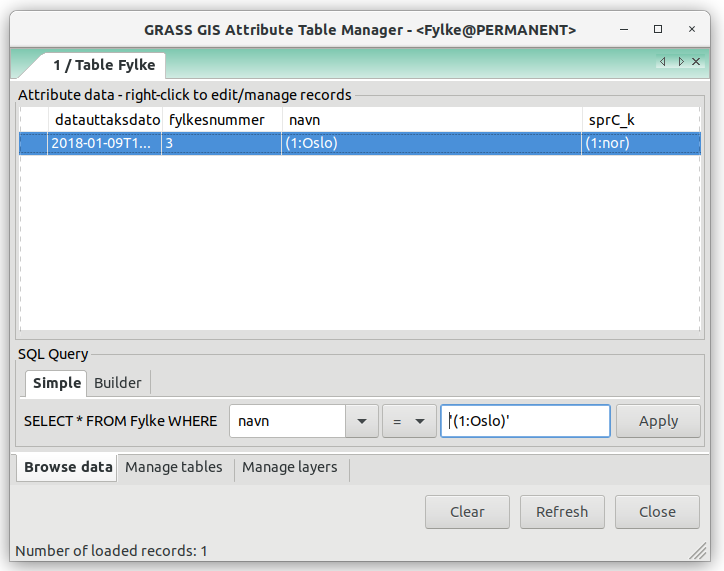 GRASS GIS Attribute Table Manager - <Fylke@PERMANENT>
1 / Table Fylke
Attribute data - right-click to edit/manage records
datauttaksdato fylkesnummer navn sprC_k
2018-01-09T1... 3 (1:Oslo) (1:nor)
SQL Query
Simple Builder
SELECT * FROM Fylke WHERE navn = '(1:Oslo)' Apply
Browse data Manage tables Manage layers
Clear Refresh Close
Number of loaded records: 1